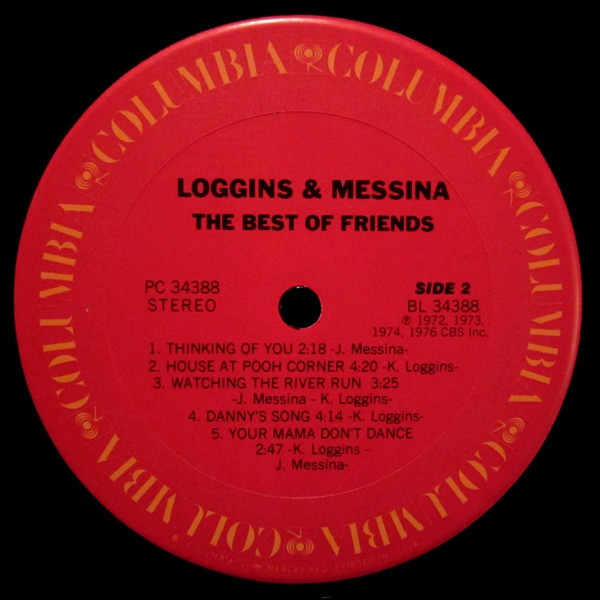 COLUMBIA COLUMBIA COLUMBIA COLUMBIA COLUMBIA COLUMBIA
LOGGINS & MESSINA
THE BEST OF FRIENDS
PC 34388
STEREO
SIDE 2
BL 34388
℗ 1972, 1973,
1974, 1976 CBS Inc.
1. THINKING OF YOU 2:18 -J. Messina-
2. HOUSE AT POOH CORNER 4:20 -K. Loggins-
3. WATCHING THE RIVER RUN 3:25
-J. Messina - K. Loggins-
4. DANNY'S SONG 4:14 -K. Loggins-
5. YOUR MAMA DON'T DANCE
2:47 -K. Loggins -
J. Messina-